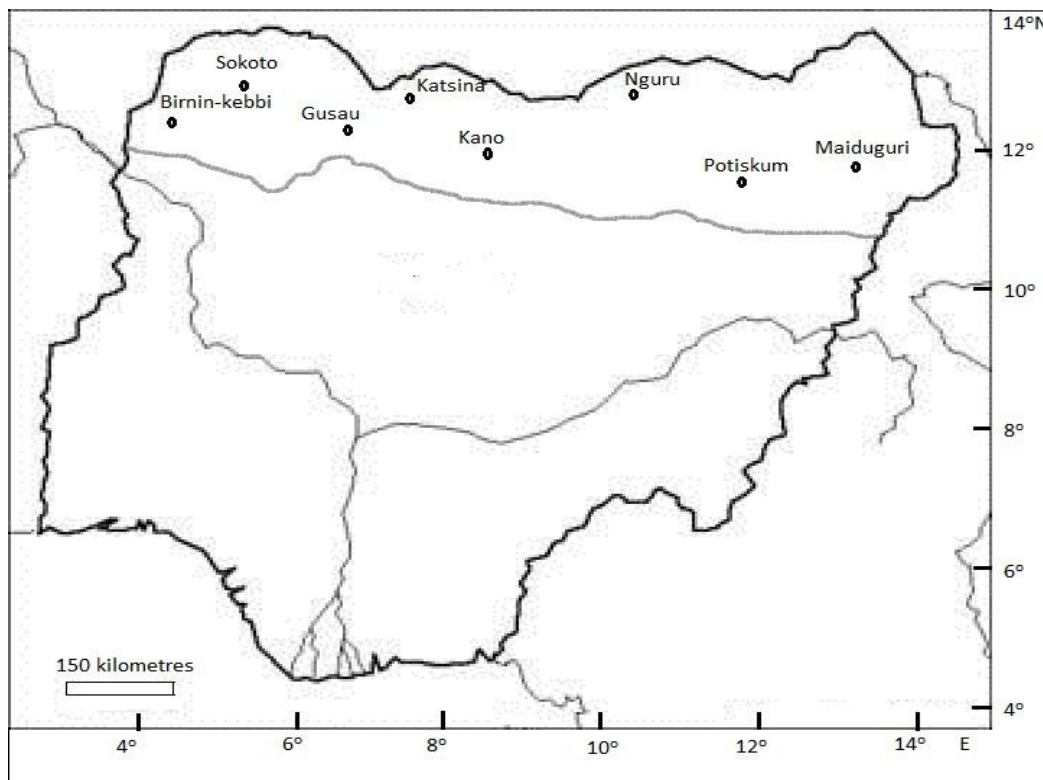 14°N
Sokoto
Katsina
Nguru
Birnin-kebbi
Gusau
Kano
12°
Maiduguri
Potiskum
10°
8°
6°
150 kilometres
4°
4° 6° 8° 10° 12° 14° E